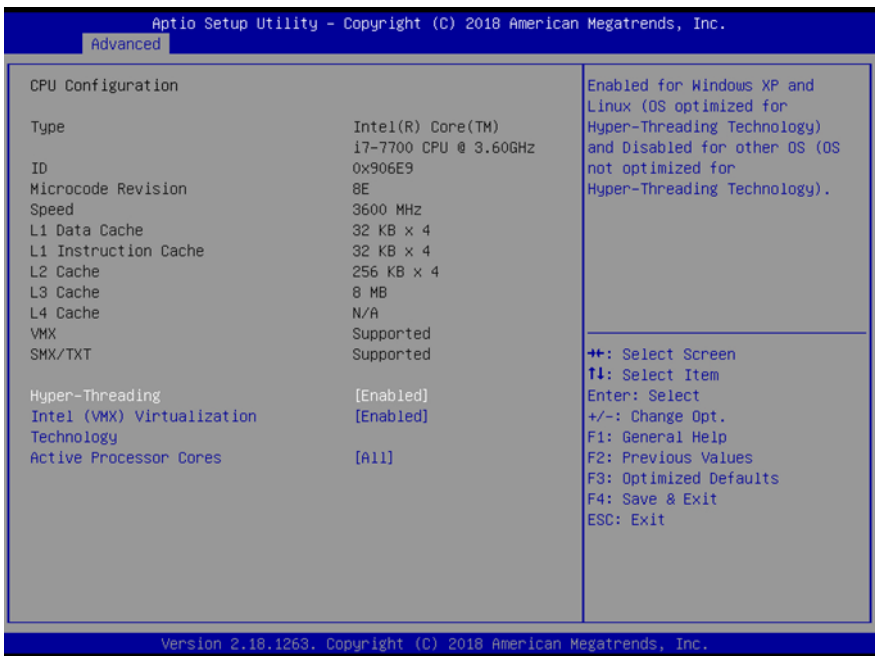 Aptio Setup Utility – Copyright (C) 2018 American Megatrends, Inc.
Advanced
CPU Configuration
Type Intel(R) Core(TM)
i7-7700 CPU @ 3.60GHz
ID 0x906E9
Microcode Revision 8E
Speed 3600 MHz
L1 Data Cache 32 KB x 4
L1 Instruction Cache 32 KB x 4
L2 Cache 256 KB x 4
L3 Cache 8 MB
L4 Cache N/A
VMX Supported
SMX/TXT Supported
Hyper-Threading [Enabled]
Intel (VMX) Virtualization [Enabled]
Technology
Active Processor Cores [All]
Enabled for Windows XP and
Linux (OS optimized for
Hyper-Threading Technology)
and Disabled for other OS (OS
not optimized for
Hyper-Threading Technology).
→←: Select Screen
↑↓: Select Item
Enter: Select
+/-: Change Opt.
F1: General Help
F2: Previous Values
F3: Optimized Defaults
F4: Save & Exit
ESC: Exit
Version 2.18.1263. Copyright (C) 2018 American Megatrends, Inc.